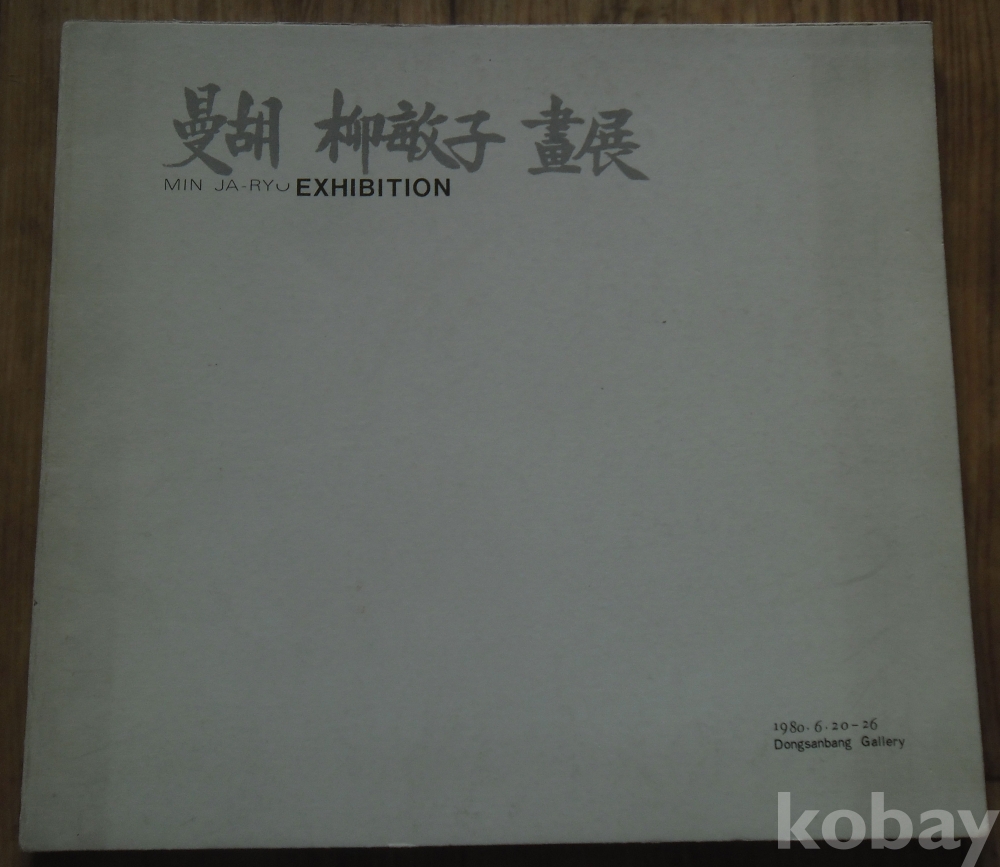 曼胡 柳敏子 畫展
MIN JA-RYU EXHIBITION
1980.6.20-26
Dongsanbang Gallery
kobay